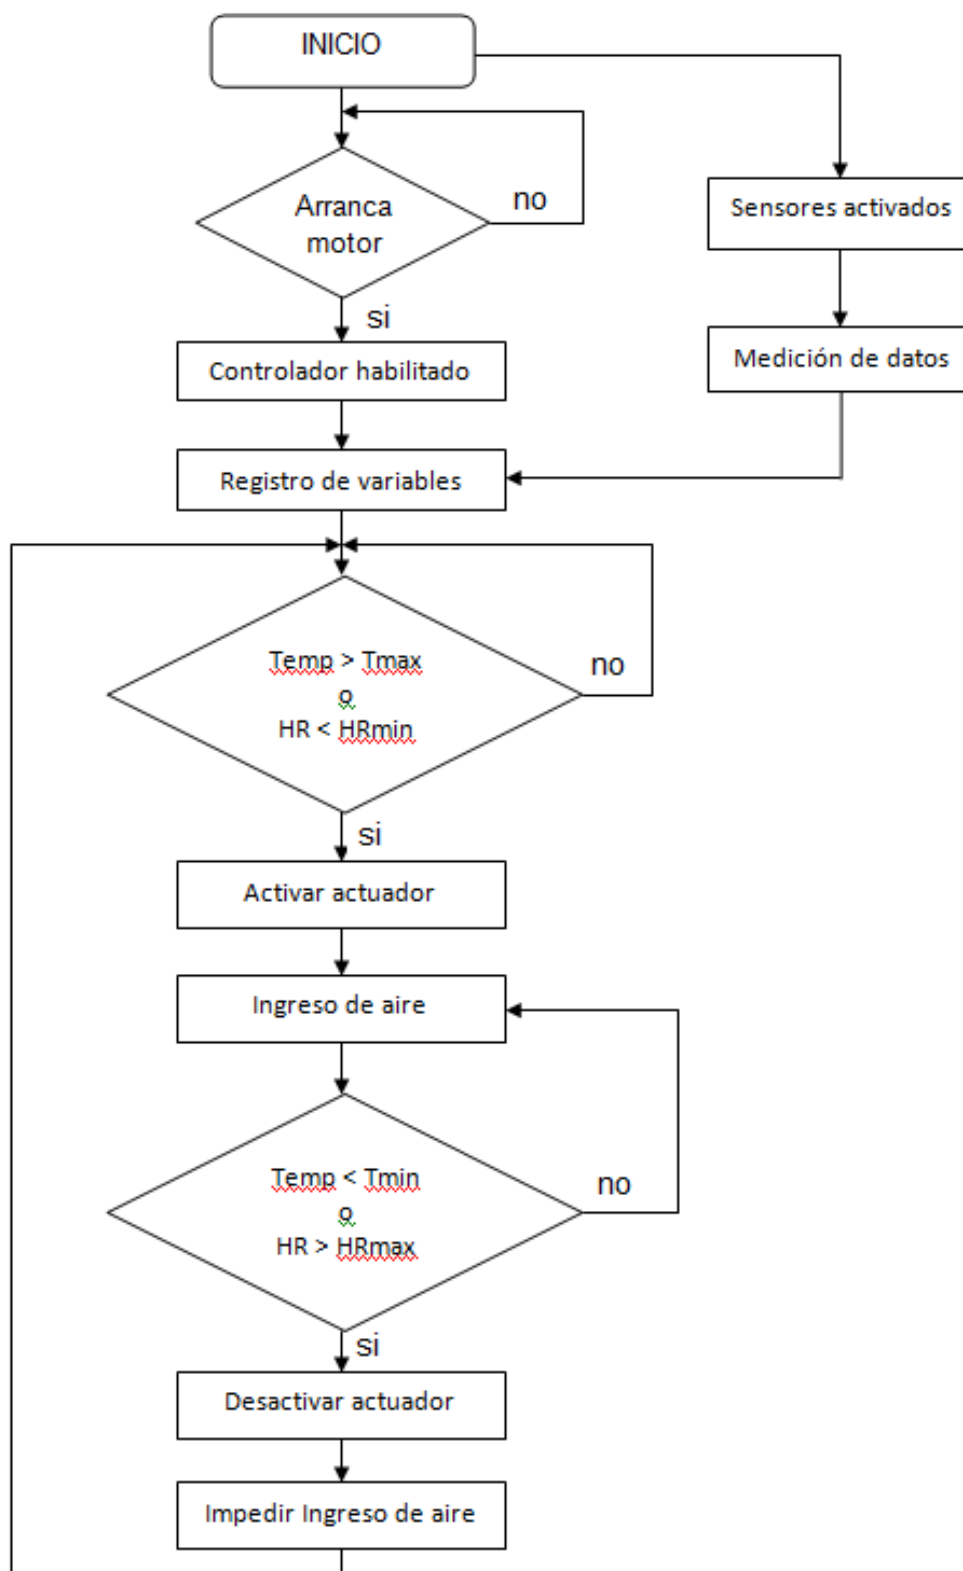 INICIO
Arranca
motor
no
si
Sensores activados
Medición de datos
Controlador habilitado
Registro de variables
Temp > Tmax
o
HR < HRmin
no
si
Activar actuador
Ingreso de aire
Temp < Tmin
o
HR > HRmax
no
si
Desactivar actuador
Impedir Ingreso de aire